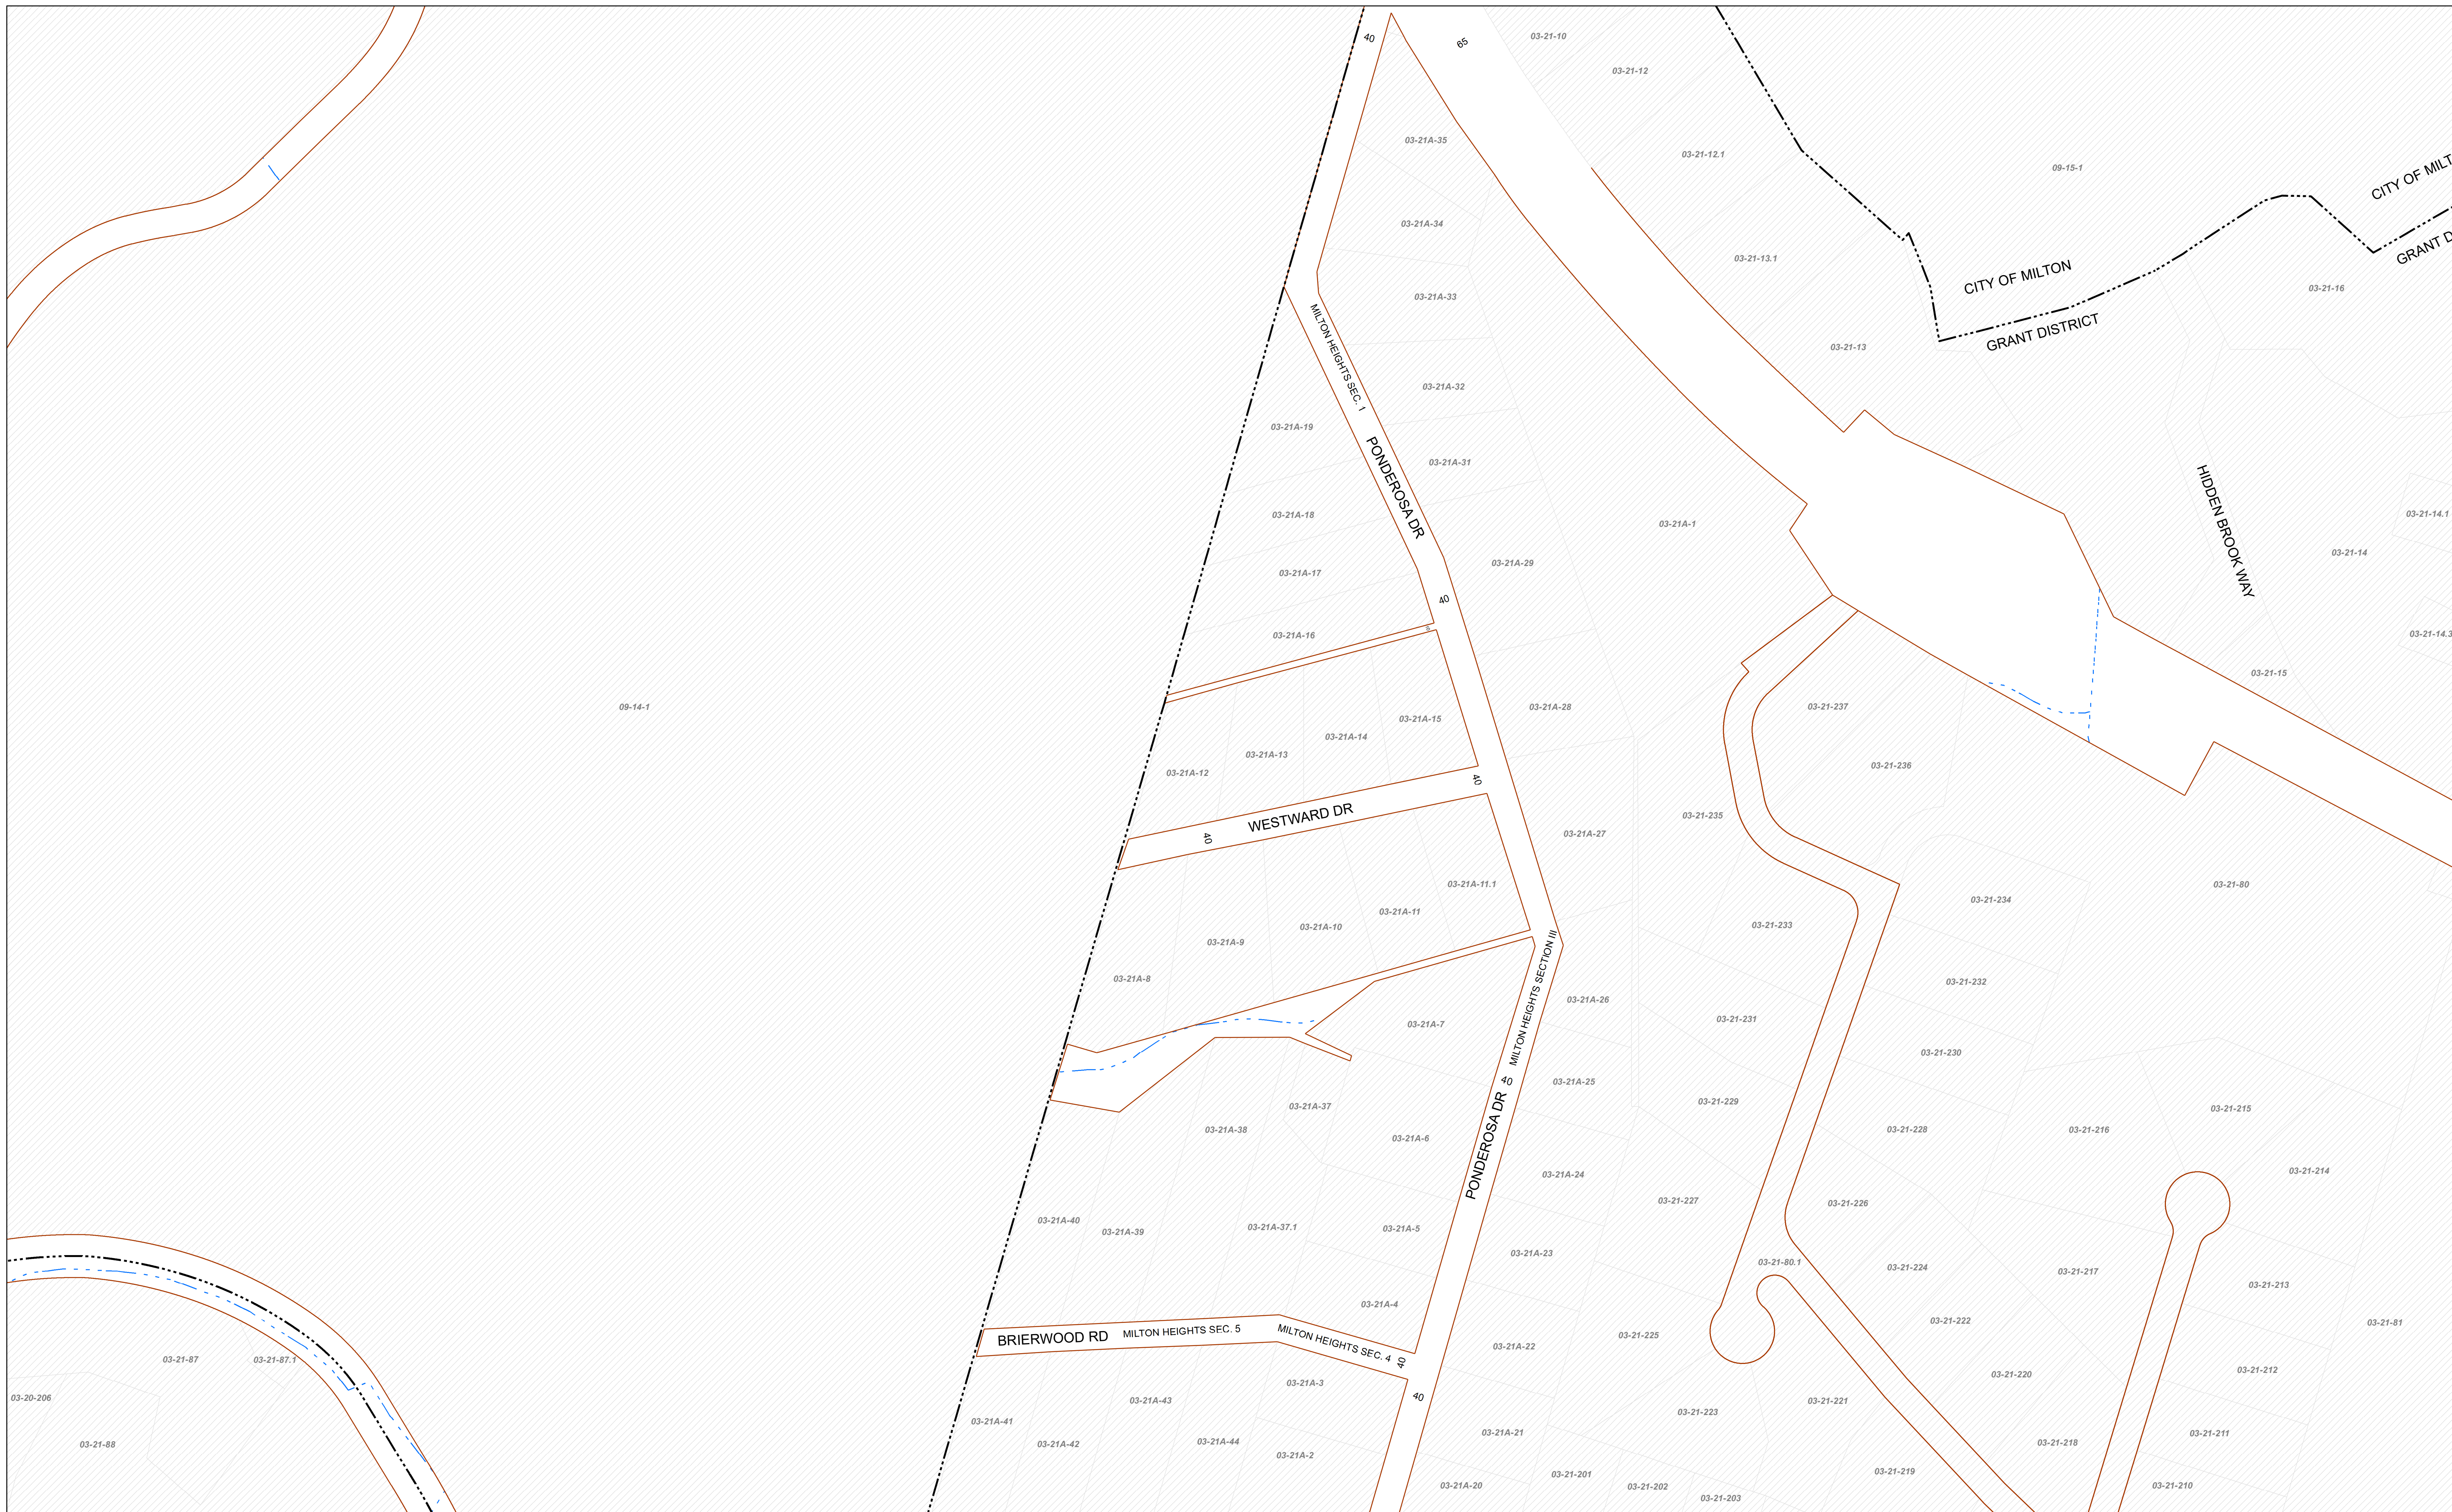 40
65
03-21-10
03-21-12
03-21A-35
03-21-12.1
09-15-1
CITY OF MILT
03-21A-34
GRANT D
03-21-13.1
CITY OF MILTON
03-21-16
03-21A-33
GRANT DISTRICT
MILTON HEIGHTS SEC. 1
03-21-13
03-21A-32
03-21A-19
03-21A-31
PONDEROSA DR
03-21A-18
03-21A-1
03-21-14.1
HIDDEN BROOK WAY
03-21-14
03-21A-29
03-21A-17
40
03-21A-16
03-21-14.3
03-21-15
09-14-1
03-21A-28
03-21-237
03-21A-15
03-21A-14
03-21A-13
03-21-236
03-21A-12
40
WESTWARD DR
40
03-21-235
03-21A-27
03-21A-11.1
03-21-80
03-21-234
03-21A-11
03-21A-10
03-21-233
03-21A-9
03-21A-8
03-21-232
MILTON HEIGHTS SECTION III
03-21A-26
03-21-231
03-21A-7
03-21-230
40
03-21A-25
03-21-229
03-21A-37
03-21-215
03-21A-38
03-21-228
03-21-216
03-21A-6
PONDEROSA DR
03-21A-24
03-21-214
03-21-227
03-21-226
03-21A-40
03-21A-39
03-21A-37.1
03-21A-5
03-21A-23
03-21-80.1
03-21-224
03-21-217
03-21-213
03-21A-4
03-21-222
03-21-81
BRIERWOOD RD
MILTON HEIGHTS SEC. 5
MILTON HEIGHTS SEC. 4
03-21-225
03-21A-22
03-21-87
03-21-87.1
40
03-21-212
03-21-220
03-21A-3
03-20-206
03-21A-43
40
03-21-221
03-21-223
03-21A-41
03-21A-21
03-21-211
03-21-88
03-21A-42
03-21A-44
03-21-218
03-21A-2
03-21-219
03-21-201
03-21A-20
03-21-202
03-21-210
03-21-203